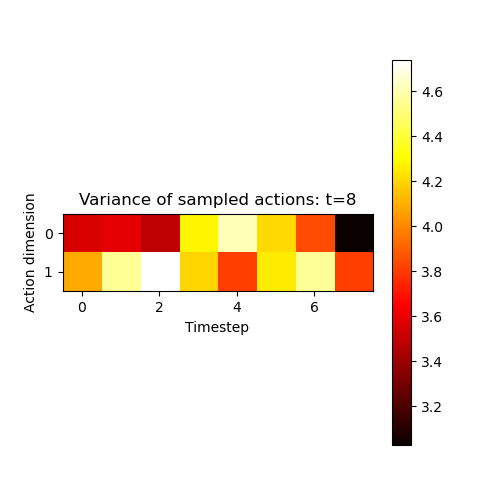 Variance of sampled actions: t=8
Action dimension
0
1
0 2 4 6
Timestep
4.6
4.4
4.2
4.0
3.8
3.6
3.4
3.2